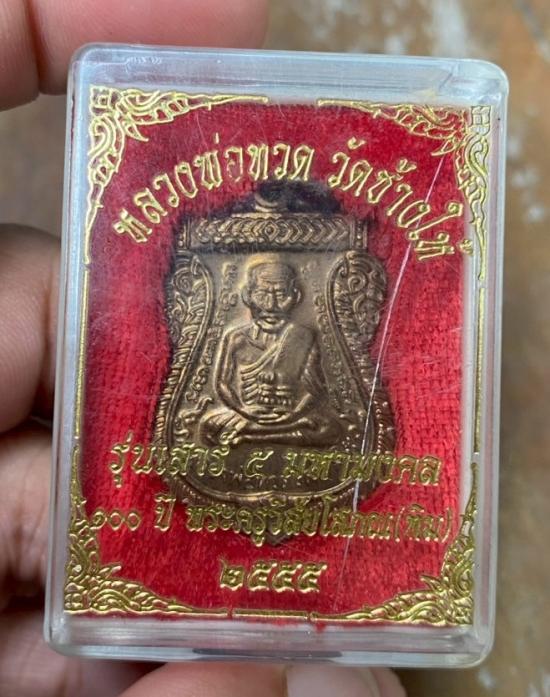 หลวงพ่อทวด วัดช้างให้
รุ่นเสาร์ ๕ มหามงคล
๑๐๐ ปี พระครูวิสัยโสภณ(ทิม)
๒๕๕๕